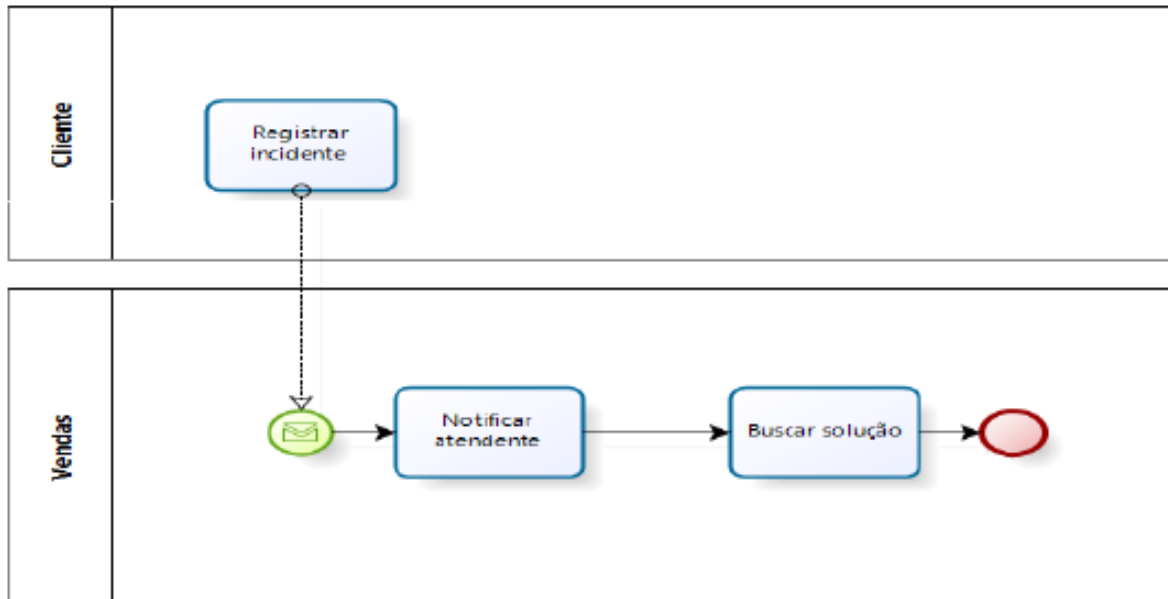 Cliente
Registrar
incidente
Vendas
Notificar
atendente
Buscar solução